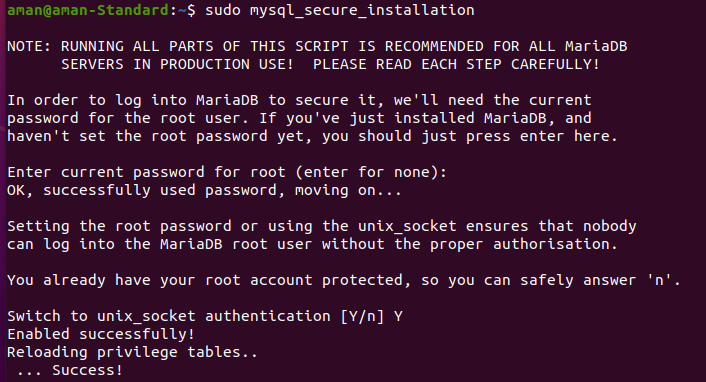 aman@aman-Standard:~$ sudo mysql_secure_installation
NOTE: RUNNING ALL PARTS OF THIS SCRIPT IS RECOMMENDED FOR ALL MariaDB
SERVERS IN PRODUCTION USE!  PLEASE READ EACH STEP CAREFULLY!
In order to log into MariaDB to secure it, we'll need the current
password for the root user. If you've just installed MariaDB, and
haven't set the root password yet, you should just press enter here.
Enter current password for root (enter for none):
OK, successfully used password, moving on...
Setting the root password or using the unix_socket ensures that nobody
can log into the MariaDB root user without the proper authorisation.
You already have your root account protected, so you can safely answer 'n'.
Switch to unix_socket authentication [Y/n] Y
Enabled successfully!
Reloading privilege tables..
... Success!